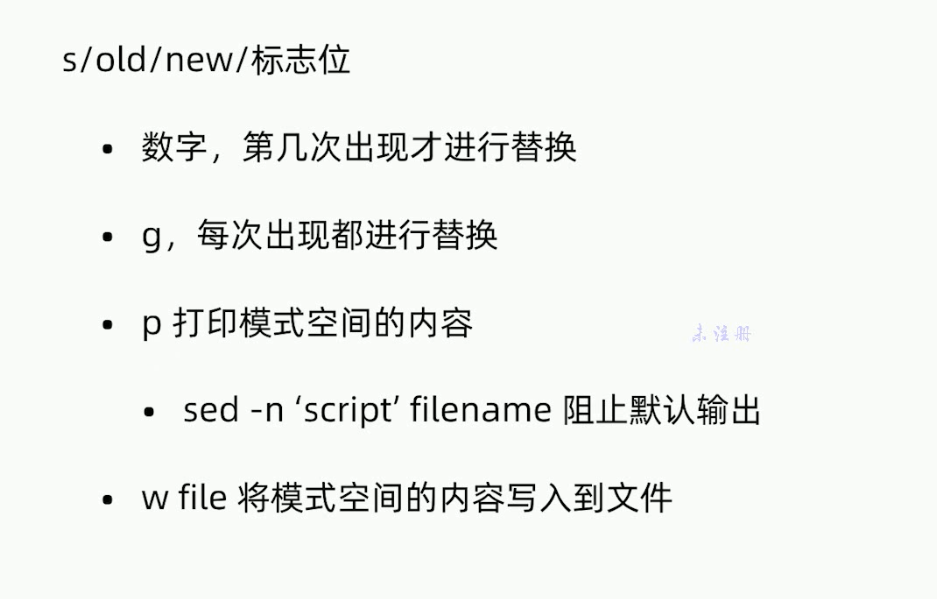 s/old/new/标志位
• 数字，第几次出现才进行替换
• g，每次出现都进行替换
• p 打印模式空间的内容
未注册
• sed -n ‘script’ filename 阻止默认输出
• w file 将模式空间的内容写入到文件